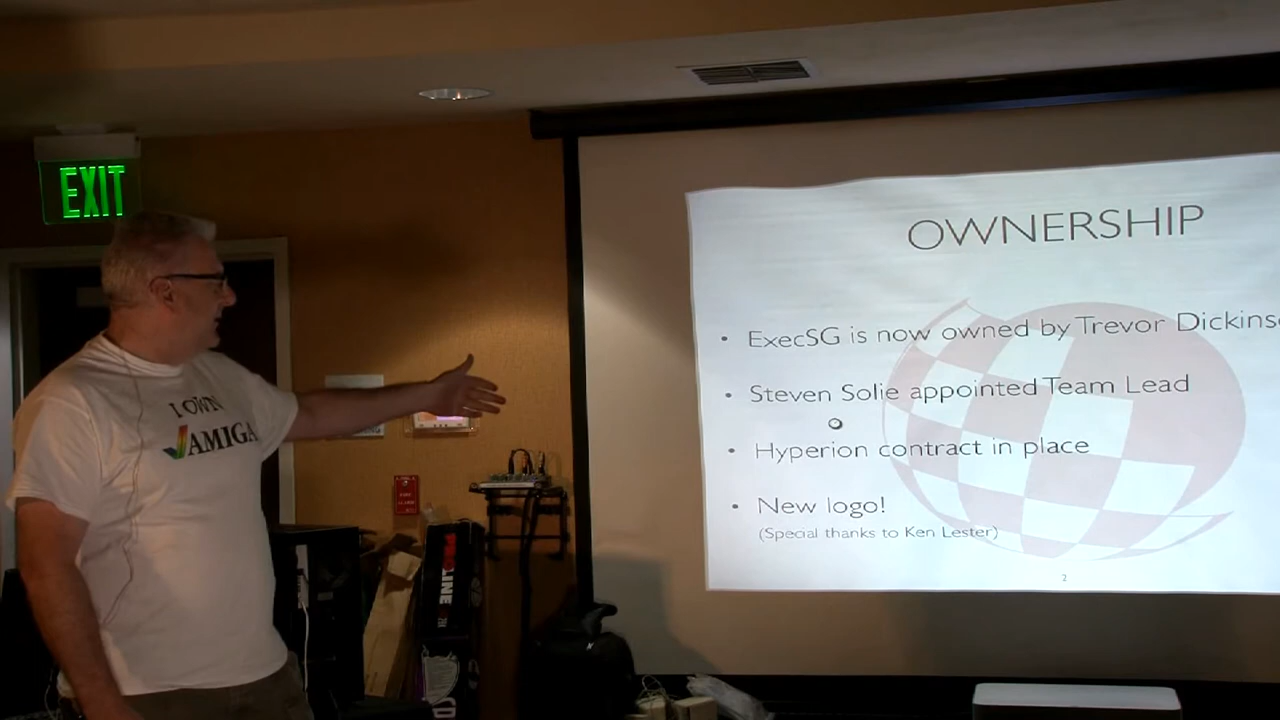 EXIT
I OWN
AMIGA
OWNERSHIP
• ExecSG is now owned by Trevor Dickins
• Steven Solie appointed Team Lead
• Hyperion contract in place
• New logo!
(Special thanks to Ken Lester)
2